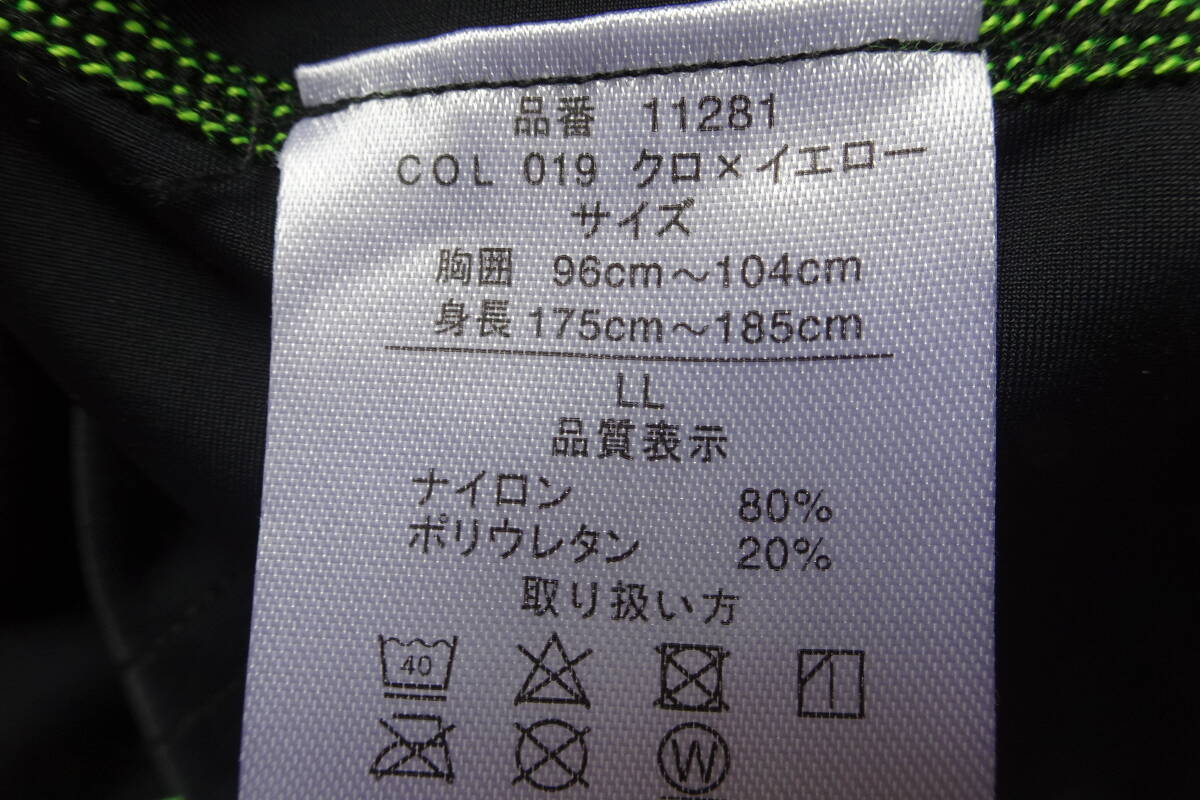 品番 11281
COL 019 クロ×イエロー
サイズ
胸囲 96cm～104cm
身長 175cm～185cm
LL
品質表示
ナイロン 80%
ポリウレタン 20%
取り扱い方
40
W